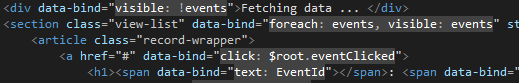 <div data-bind="visible: !events">Fetching data ... </div>
<section class="view-list" data-bind="foreach: events, visible: events" st
<article class="record-wrapper">
<a href="#" data-bind="click: $root.eventClicked">
<h1><span data-bind="text: EventId"></span>: <span data-bind=